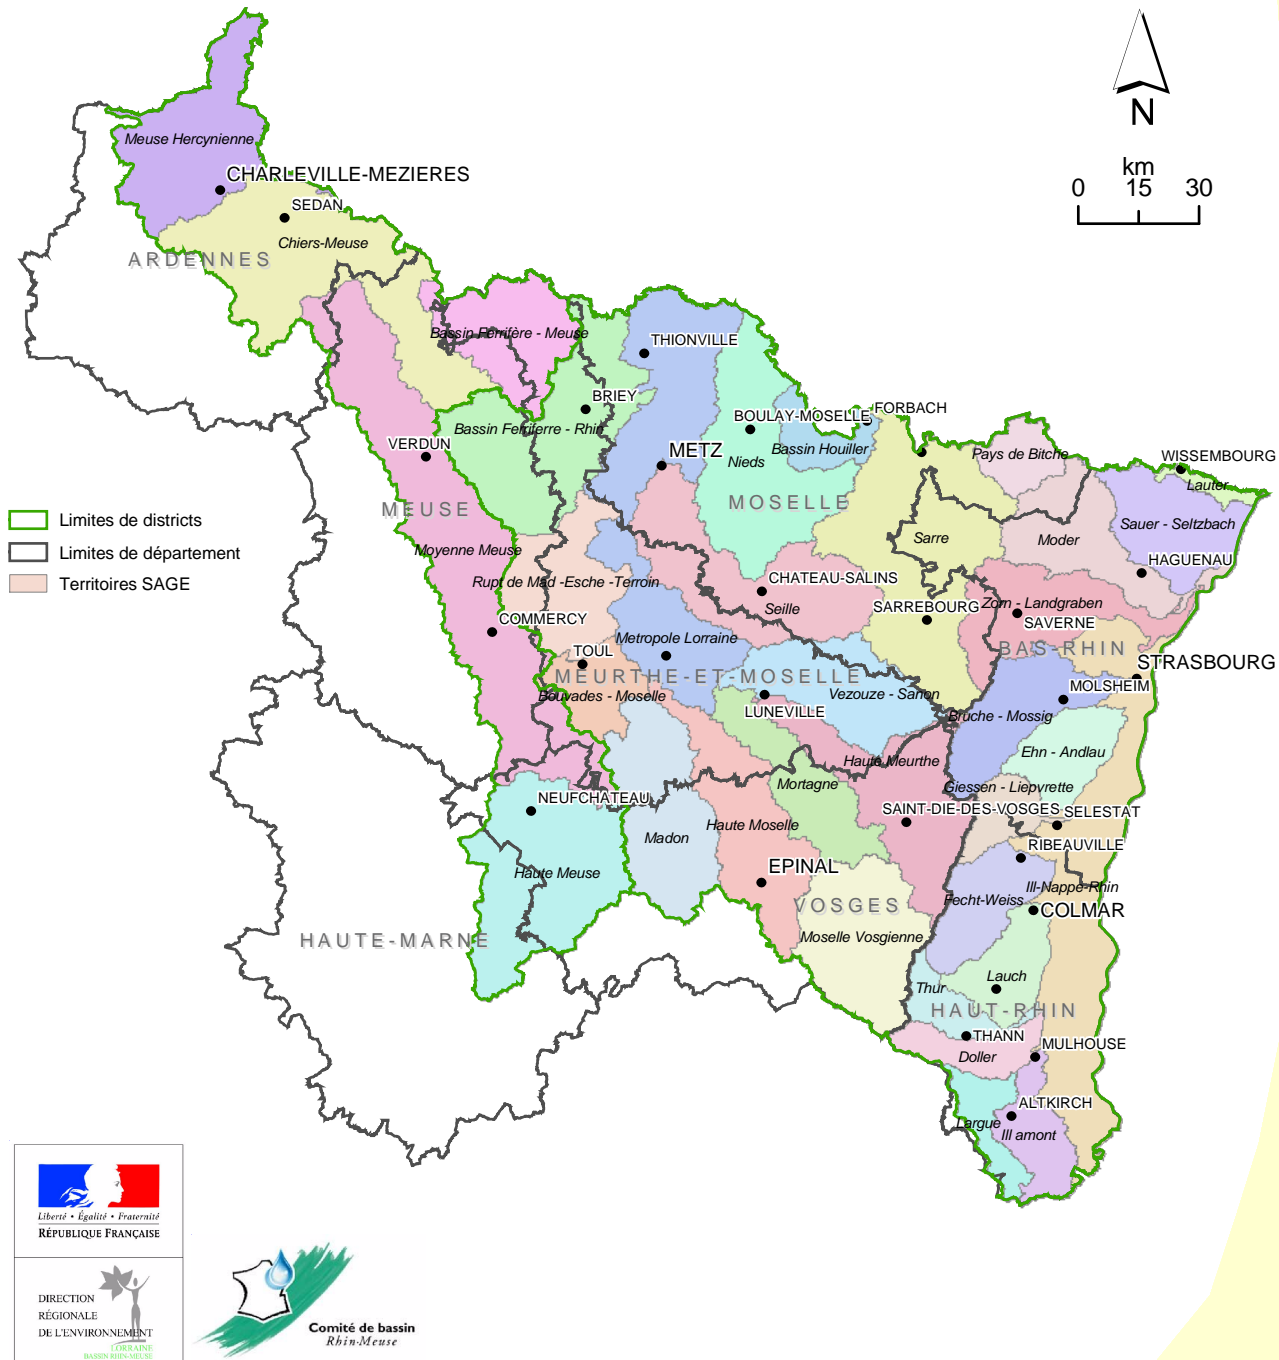 N
km
0 15 30
Meuse Hercynienne
CHARLEVILLE-MEZIERES
SEDAN
Chiers-Meuse
ARDENNES
Bassin Ferrifère - Meuse
THIONVILLE
BRIEY
BOULAY-MOSELLE
FORBACH
Bassin Ferriferre - Rhin
VERDUN
METZ
Nieds
Bassin Houiller
Pays de Bitche
WISSEMBOURG
Lauter
MEUSE
MOSELLE
Sauer - Seltzbach
Limites de districts
Limites de département
Territoires SAGE
Moyenne Meuse
Sarre
Moder
HAGUENAU
Rupt de Mad -Esche -Terroin
CHATEAU-SALINS
Seille
SARREBOURG
Zorn - Landgraben
SAVERNE
COMMERCY
Metropole Lorraine
TOUL
BAS-RHIN
STRASBOURG
MEURTHE-ET-MOSELLE
Bouvades - Moselle
Vezouze - Sanon
MOLSHEIM
LUNEVILLE
Bruche - Mossig
Ehn - Andlau
Haute Meurthe
Mortagne
Giessen - Liepvrette
NEUFCHATEAU
SAINT-DIE-DES-VOSGES
SELESTAT
Haute Moselle
Madon
RIBEAUVILLE
EPINAL
Haute Meuse
Ill-Nappe-Rhin
Fecht-Weiss
VOSGES
COLMAR
HAUTE-MARNE
Moselle Vosgienne
Lauch
Thur
HAUT-RHIN
THANN
MULHOUSE
Doller
ALTKIRCH
Largue
Ill amont
Liberté • Égalité • Fraternité
RÉPUBLIQUE FRANÇAISE
DIRECTION
RÉGIONALE
DE L'ENVIRONNEMENT
LORRAINE
BASSIN RHIN-MEUSE
Comité de bassin
Rhin-Meuse